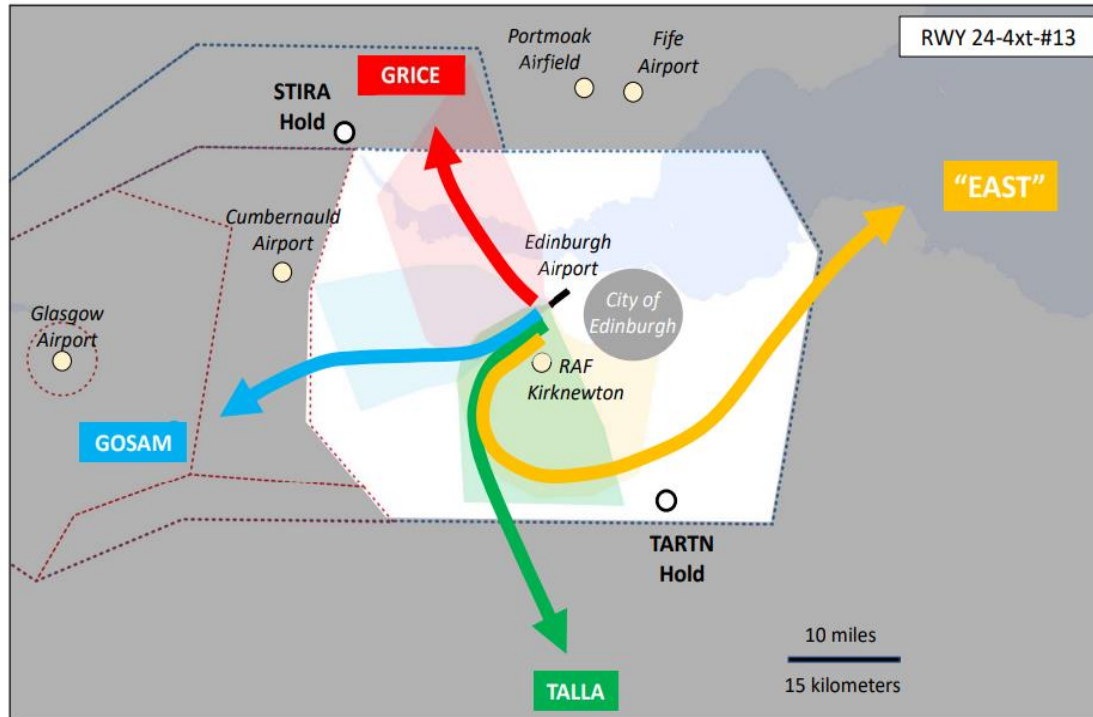 RWY 24-4xt-#13
Portmoak
Airfield
Fife
Airport
GRICE
STIRA
Hold
"EAST"
Cumbernauld
Airport
Edinburgh
Airport
City of
Edinburgh
Glasgow
Airport
RAF
Kirknewton
GOSAM
TARTN
Hold
10 miles
15 kilometers
TALLA